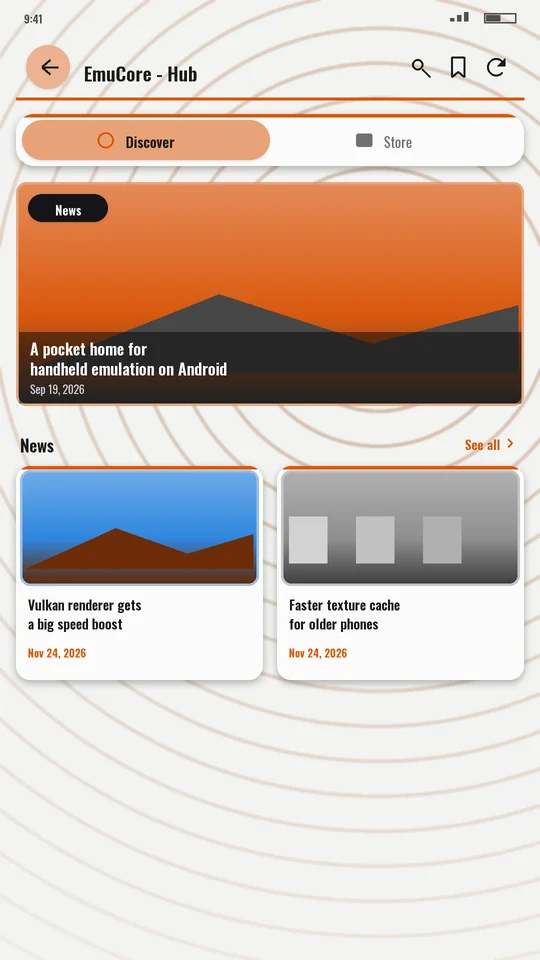 9:41
EmuCore - Hub
Discover
Store
News
A pocket home for
handheld emulation on Android
Sep 19, 2026
News
See all
Vulkan renderer gets
a big speed boost
Nov 24, 2026
Faster texture cache
for older phones
Nov 24, 2026